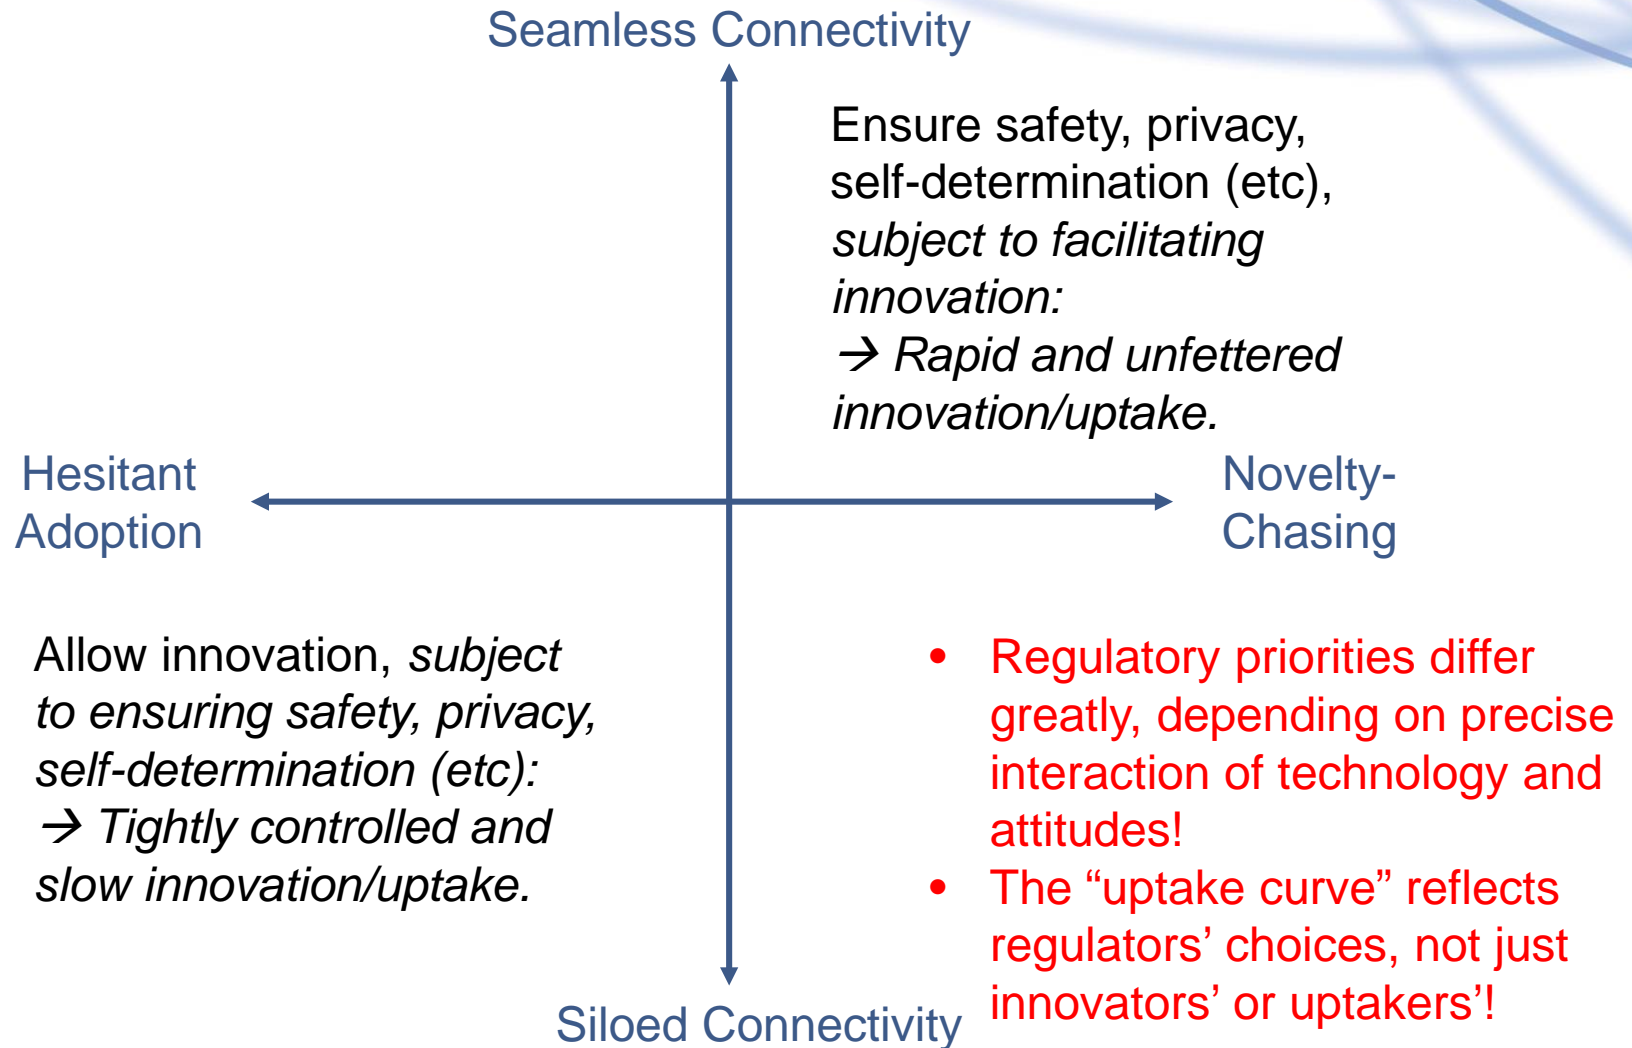 Seamless Connectivity
Ensure safety, privacy,
self-determination (etc),
subject to facilitating
innovation:
→ Rapid and unfettered
innovation/uptake.
Hesitant
Adoption
Novelty-
Chasing
Allow innovation, subject
to ensuring safety, privacy,
self-determination (etc):
→ Tightly controlled and
slow innovation/uptake.
• Regulatory priorities differ
greatly, depending on precise
interaction of technology and
attitudes!
• The “uptake curve” reflects
regulators’ choices, not just
innovators’ or uptakers’!
Siloed Connectivity